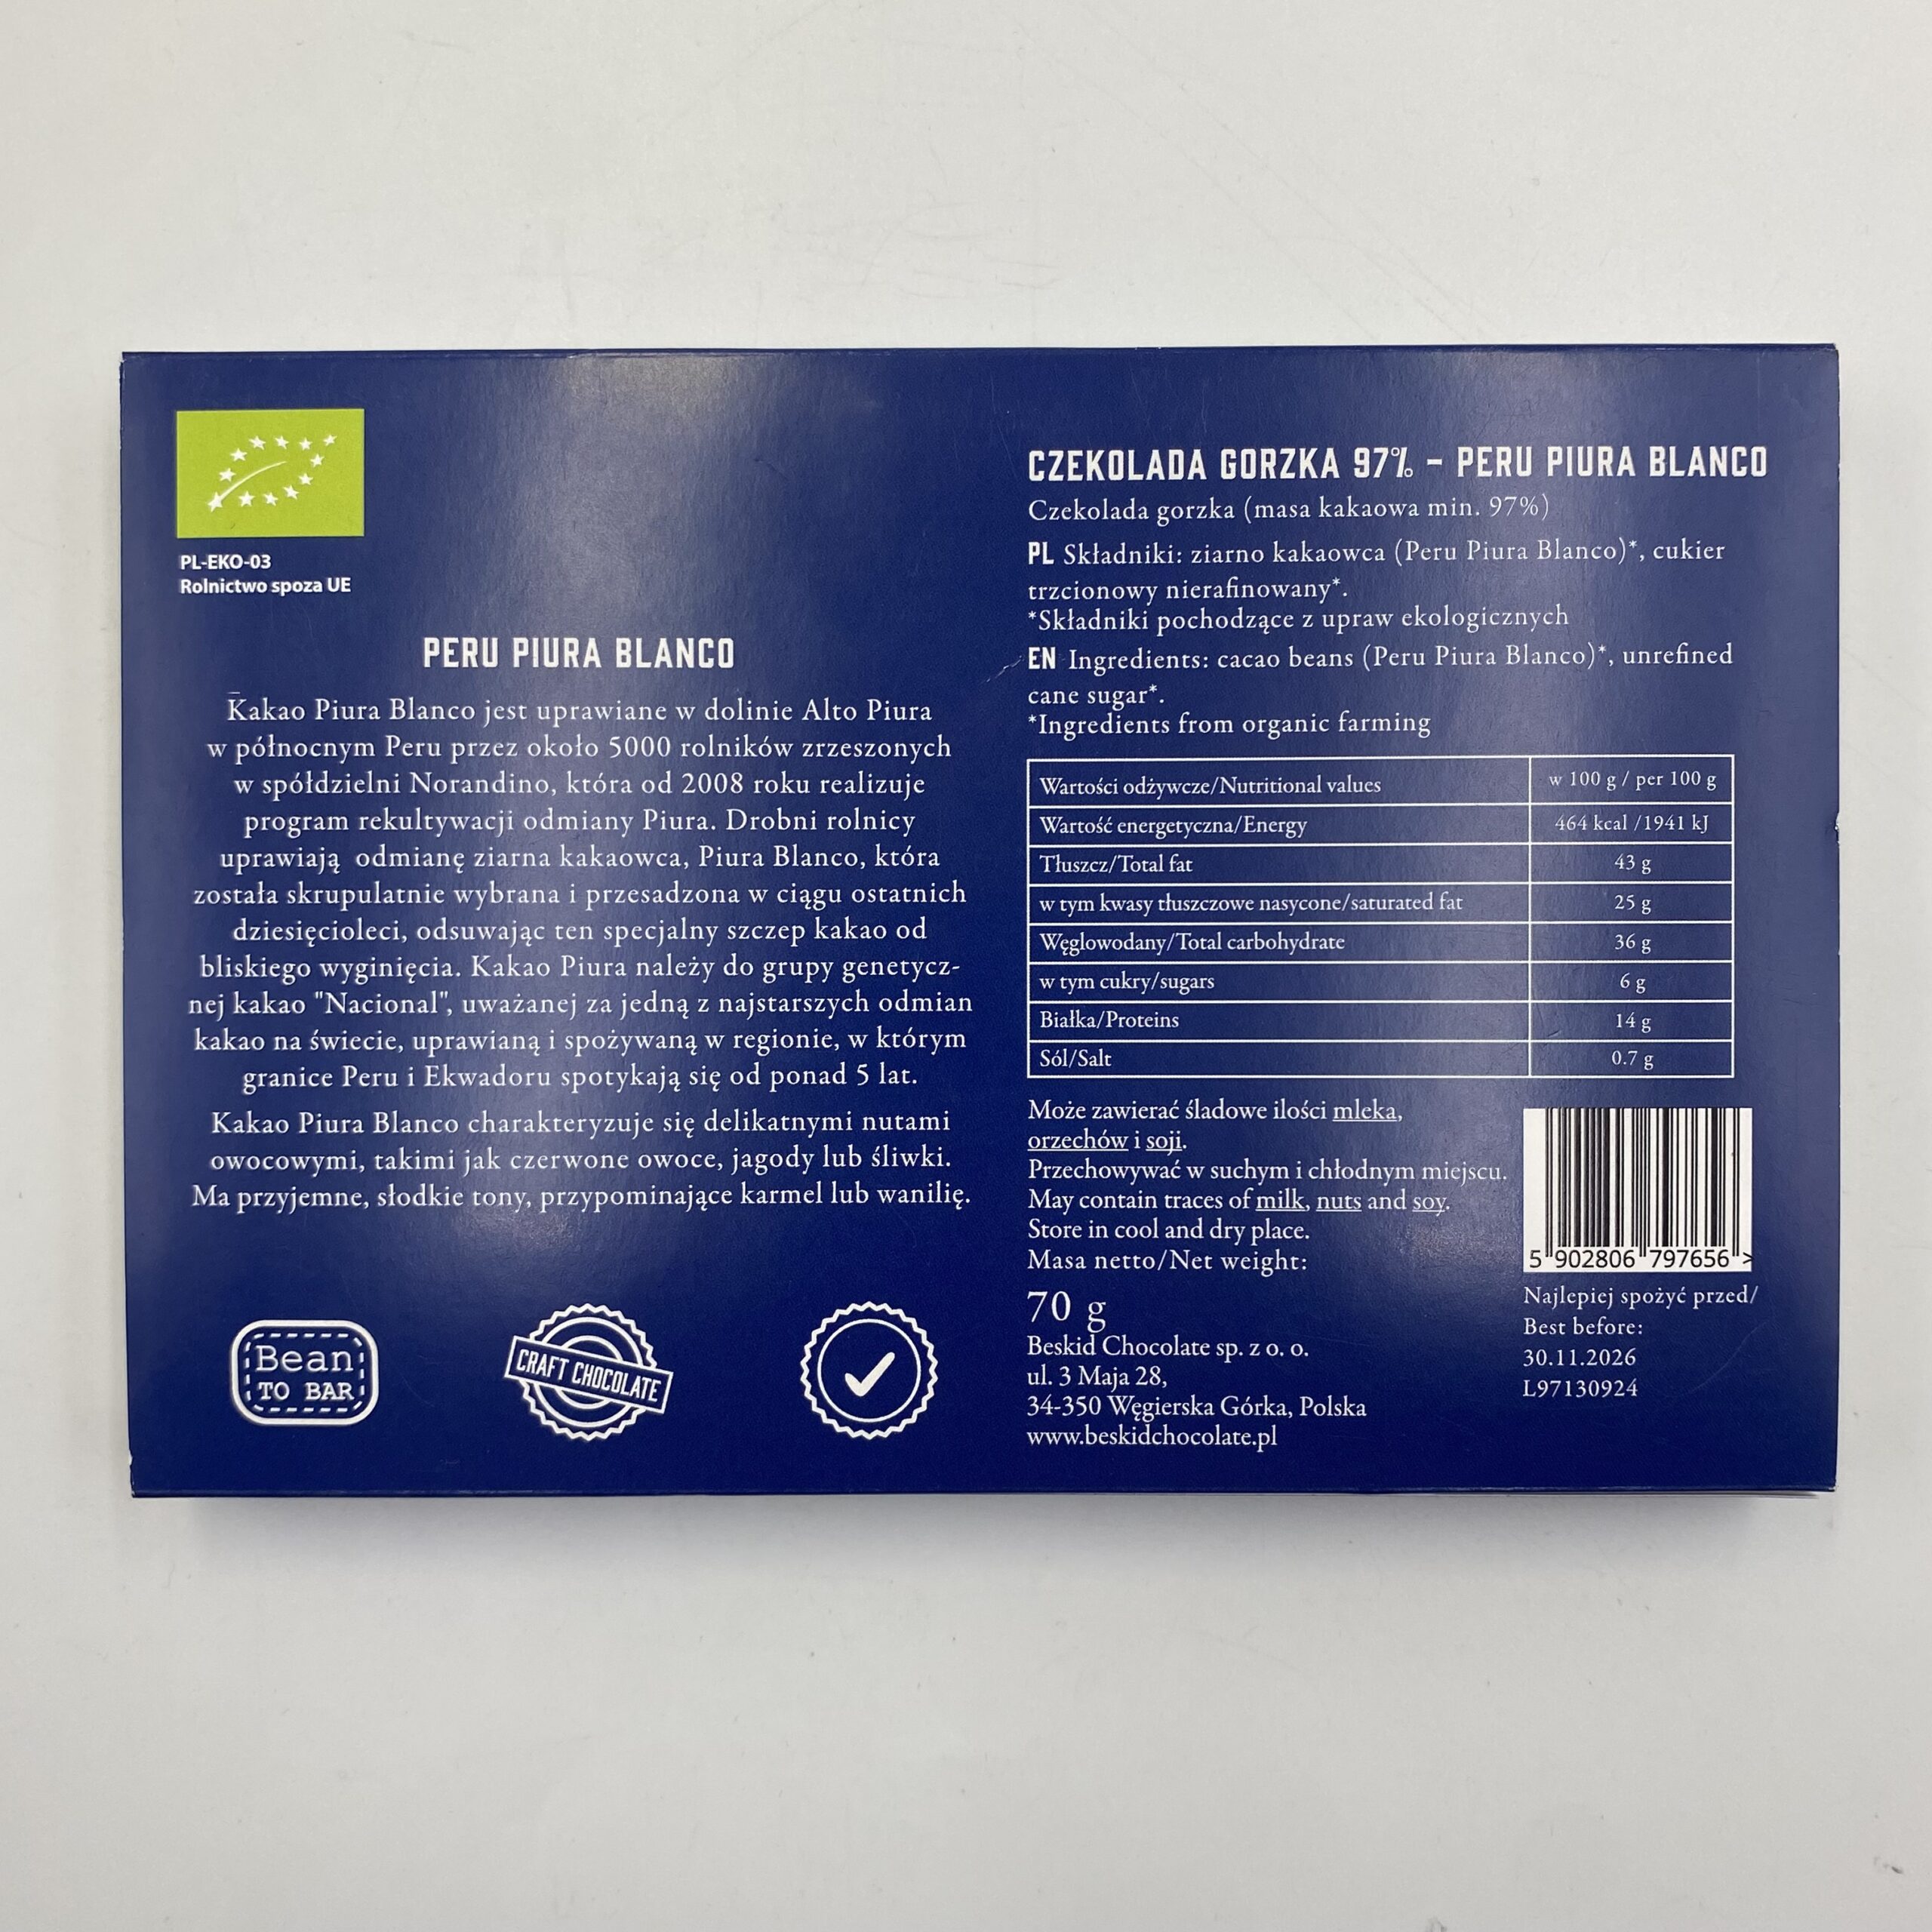 PL-EKO-03
Rolnictwo spoza UE
PERU PIURA BLANCO
Kakao Piura Blanco jest uprawiane w dolinie Alto Piura
w północnym Peru przez około 5000 rolników zrzeszonych
w spółdzielni Norandino, która od 2008 roku realizuje
program rekultywacji odmiany Piura. Drobni rolnicy
uprawiają odmianę ziarna kakaowca, Piura Blanco, która
została skrupulatnie wybrana i przesadzona w ciągu ostatnich
dziesięcioleci, odsuwając ten specjalny szczep kakao od
bliskiego wyginięcia. Kakao Piura należy do grupy genetycz-
nej kakao "Nacional", uważanej za jedną z najstarszych odmian
kakao na świecie, uprawianą i spożywaną w regionie, w którym
granice Peru i Ekwadoru spotykają się od ponad 5 lat.
Kakao Piura Blanco charakteryzuje się delikatnymi nutami
owocowymi, takimi jak czerwone owoce, jagody lub śliwki.
Ma przyjemne, słodkie tony, przypominające karmel lub wanilię.
Bean
TO BAR
CRAFT CHOCOLATE
CZEKOLADA GORZKA 97% - PERU PIURA BLANCO
Czekolada gorzka (masa kakaowa min. 97%)
PL Składniki: ziarno kakaowca (Peru Piura Blanco)*, cukier
trzcionowy nierafinowany*.
*Składniki pochodzące z upraw ekologicznych
EN Ingredients: cacao beans (Peru Piura Blanco)*, unrefined
cane sugar*.
*Ingredients from organic farming
Wartości odżywcze/Nutritional values w 100 g / per 100 g
Wartość energetyczna/Energy 464 kcal /1941 kJ
Tłuszcz/Total fat 43 g
w tym kwasy tłuszczowe nasycone/saturated fat 25 g
Węglowodany/Total carbohydrate 36 g
w tym cukry/sugars 6 g
Białka/Proteins 14 g
Sól/Salt 0.7 g
Może zawierać śladowe ilości mleka,
orzechów i soji.
Przechowywać w suchym i chłodnym miejscu.
May contain traces of milk, nuts and soy.
Store in cool and dry place.
Masa netto/Net weight:
70 g
Beskid Chocolate sp. z o. o.
ul. 3 Maja 28,
34-350 Węgierska Górka, Polska
www.beskidchocolate.pl
5 902806 797656 >
Najlepiej spożyć przed/
Best before:
30.11.2026
L97130924